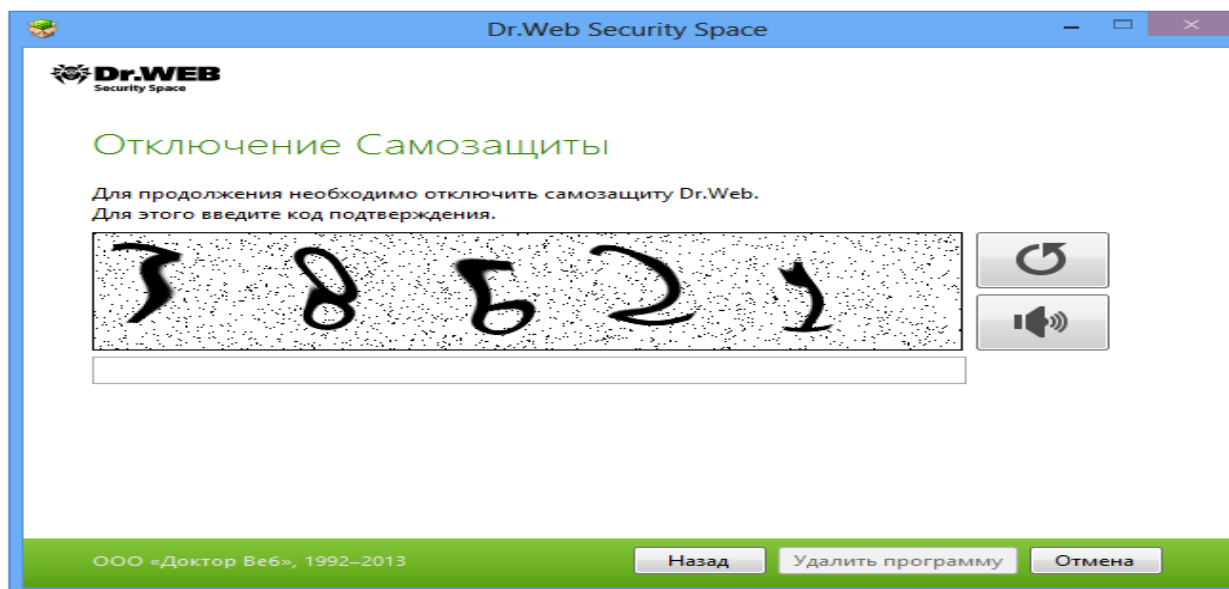 Dr.Web Security Space
Dr.WEB
Security Space
Отключение Самозащиты
Для продолжения необходимо отключить самозащиту Dr.Web.
Для этого введите код подтверждения.
ООО «Доктор Веб», 1992–2013
Назад
Удалить программу
Отмена